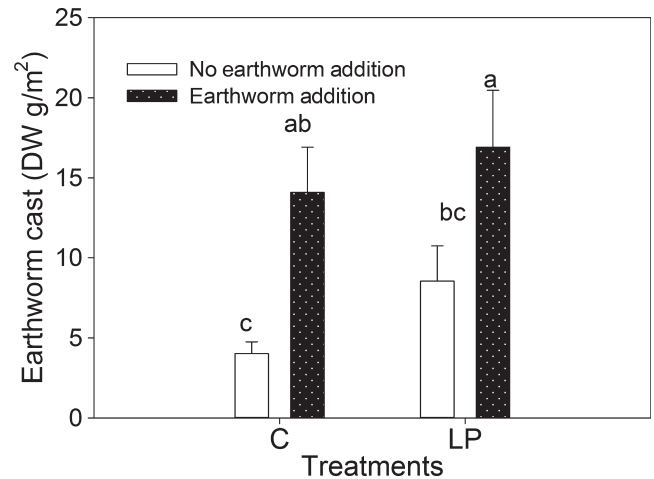 25
20
15
10
5
0
Earthworm cast (DW g/m²)
No earthworm addition
Earthworm addition
c
ab
bc
a
C
LP
Treatments